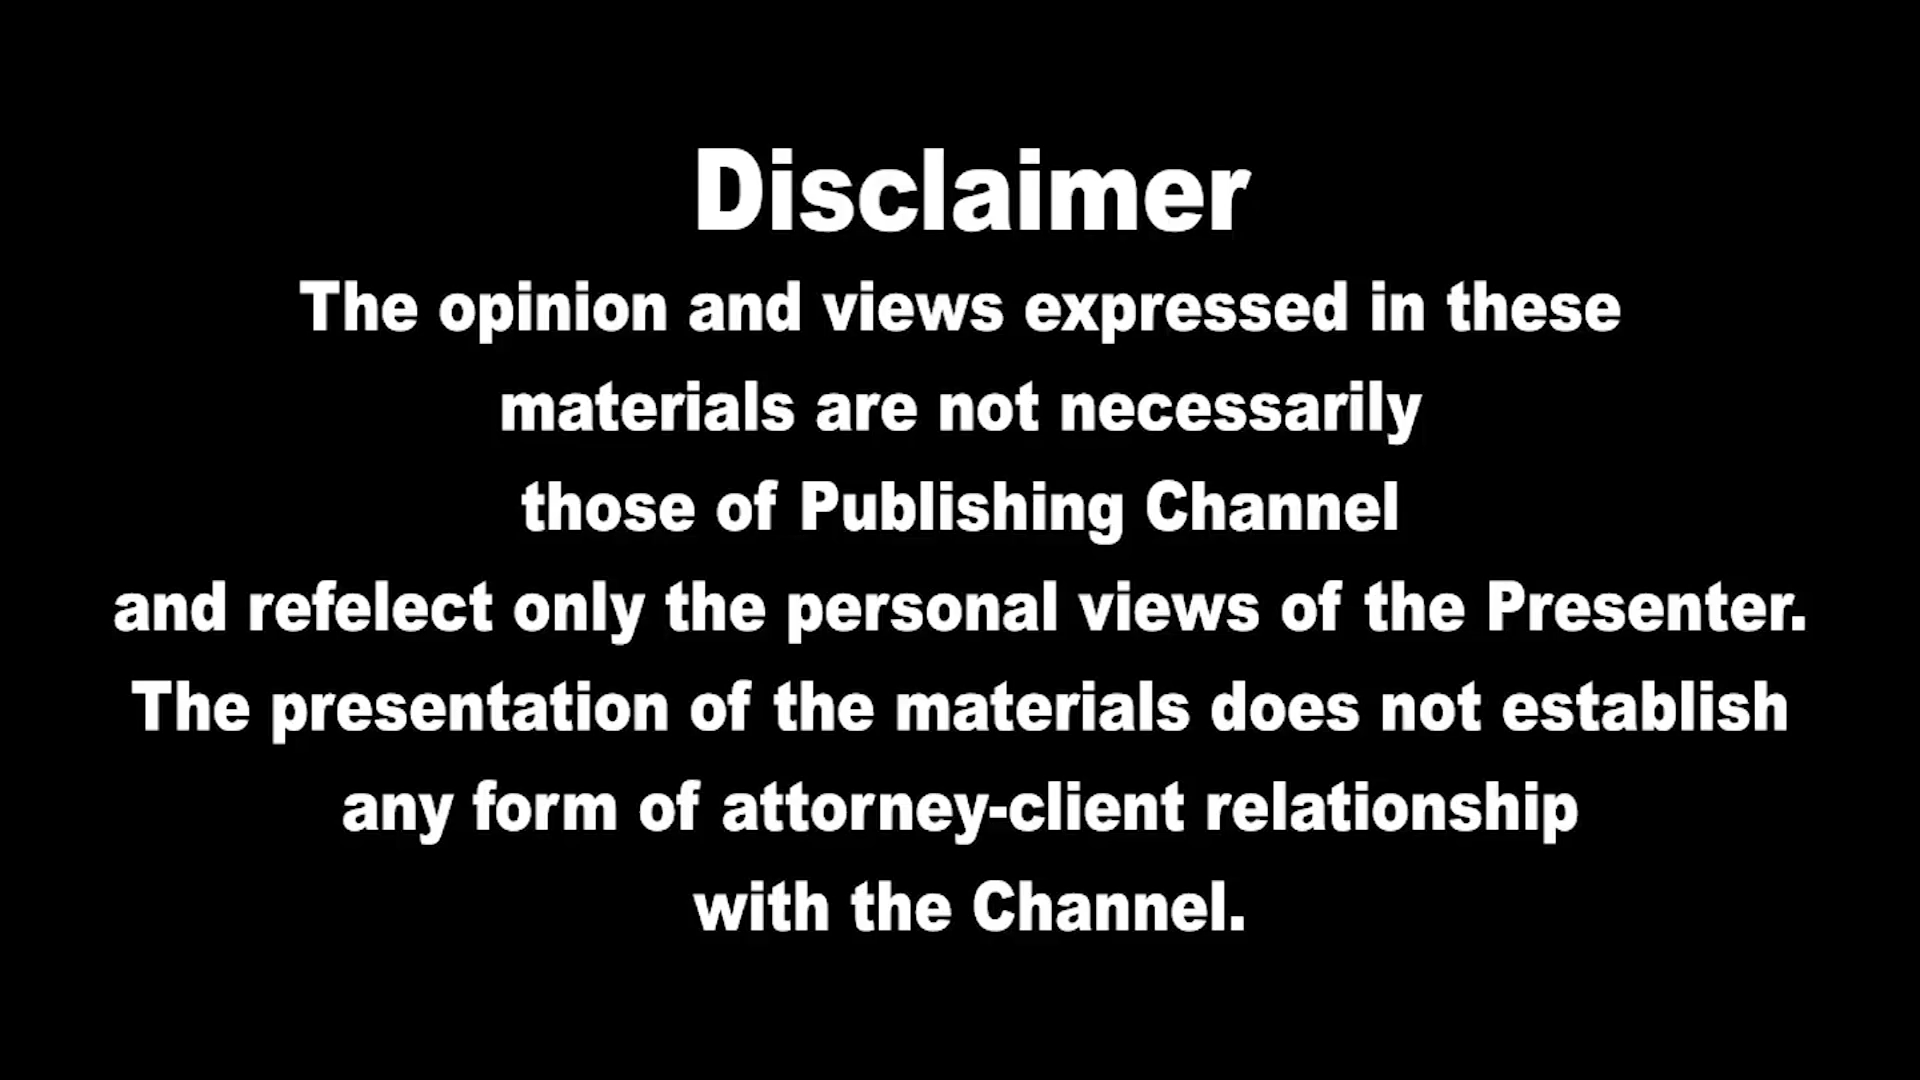 Disclaimer
The opinion and views expressed in these
materials are not necessarily
those of Publishing Channel
and refelect only the personal views of the Presenter.
The presentation of the materials does not establish
any form of attorney-client relationship
with the Channel.